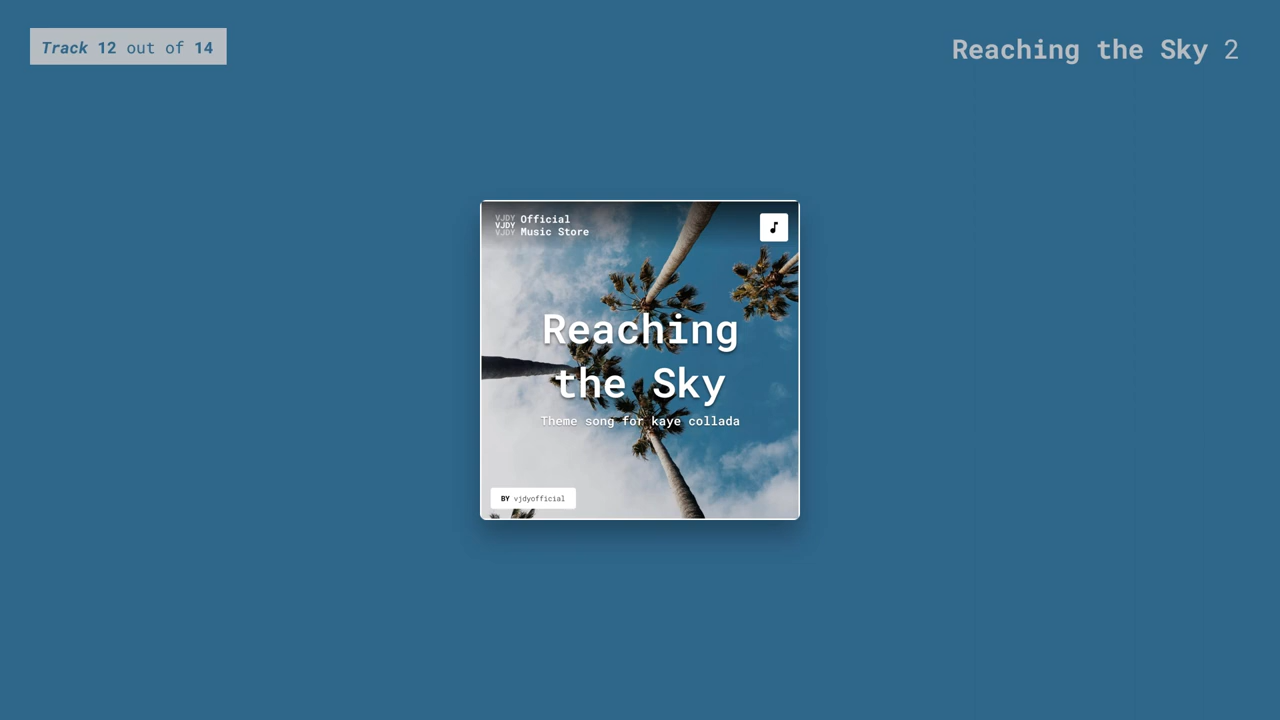 Track 12 out of 14
Reaching the Sky 2
VJDY
VJDY
VJDY
Official
Music Store
Reaching
the Sky
Theme song for kaye collada
BY vjdyofficial